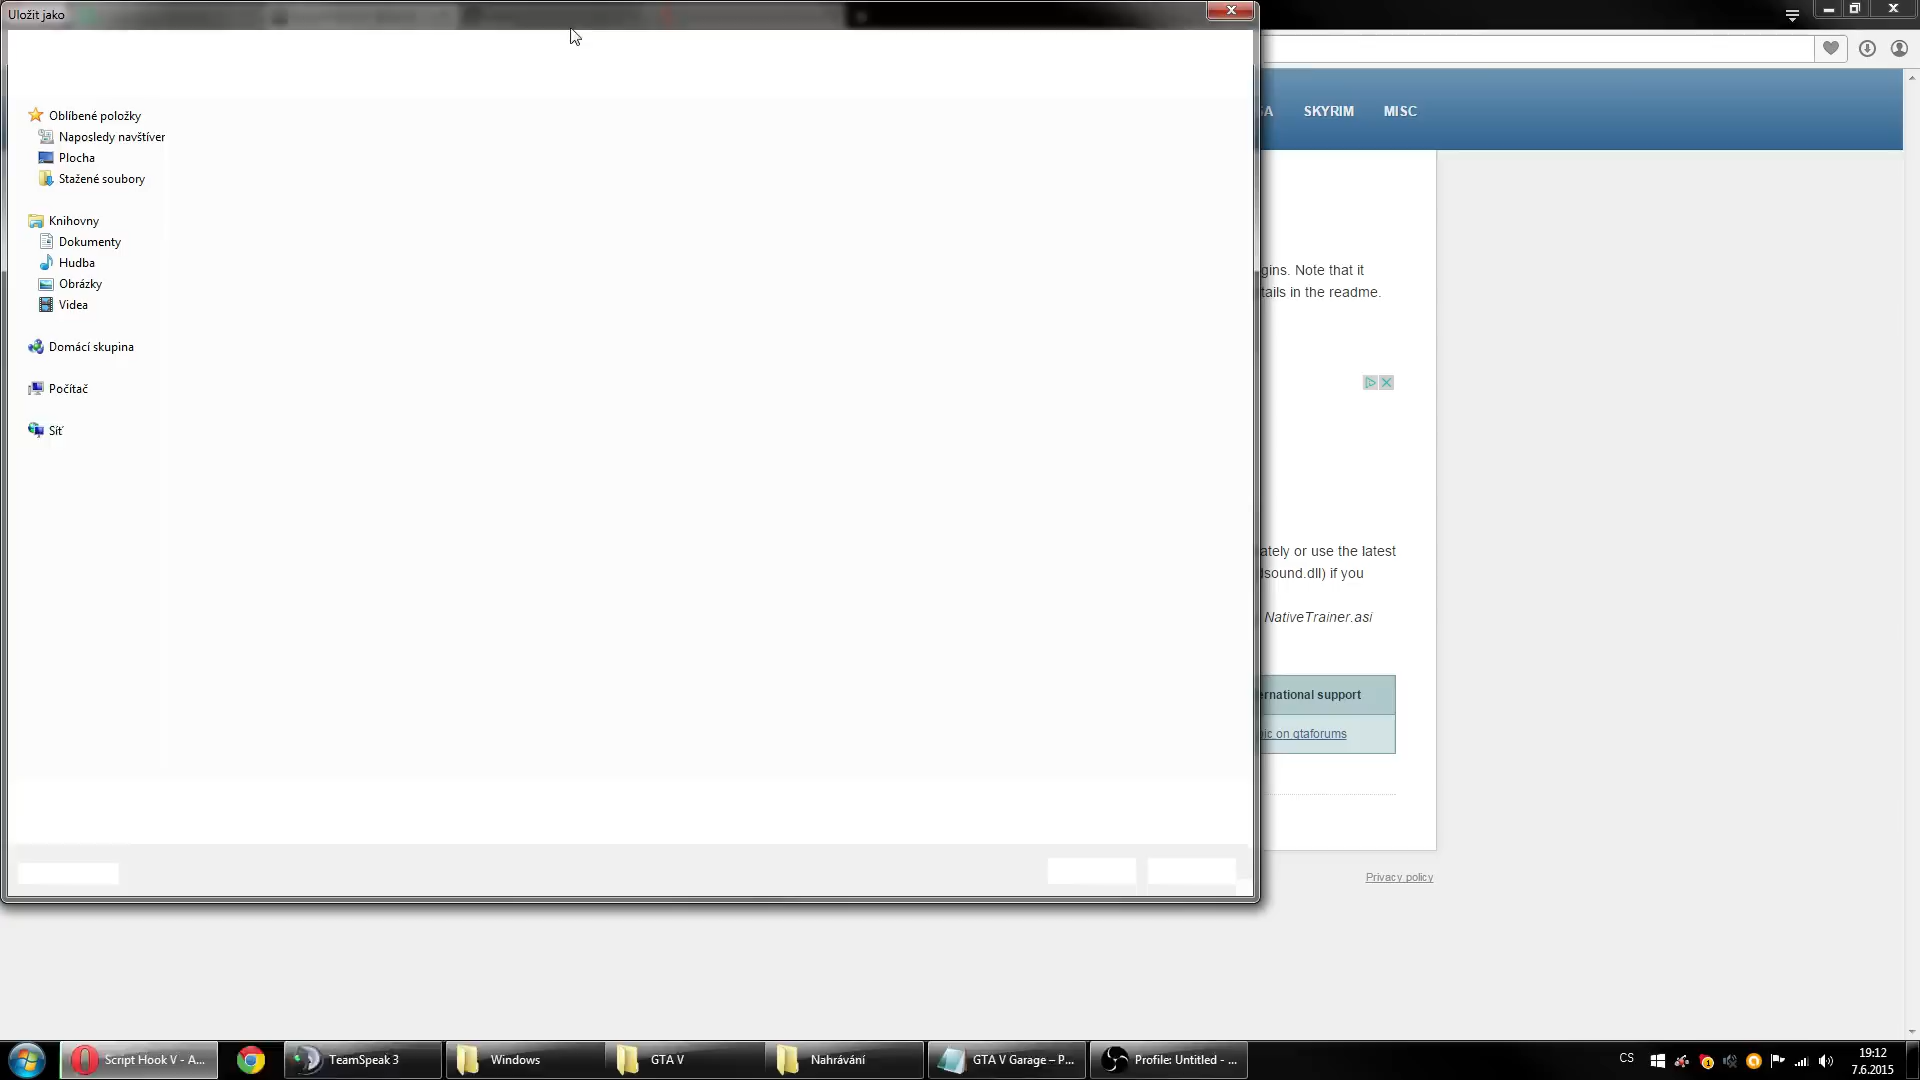 Uložit jako
Oblíbené položky
Naposledy navštíver
Plocha
Stažené soubory
Knihovny
Dokumenty
Hudba
Obrázky
Videa
Domácí skupina
Počítač
Síť
SA SKYRIM MISC
gins. Note that it
tails in the readme.
ately or use the latest
dsound.dll) if you
NativeTrainer.asi
ernational support
pic on gtaforums
Privacy policy
Script Hook V - A...
TeamSpeak 3
Windows
GTA V
Nahrávání
GTA V Garage – P...
Profile: Untitled - ...
CS
19:12
7.6.2015